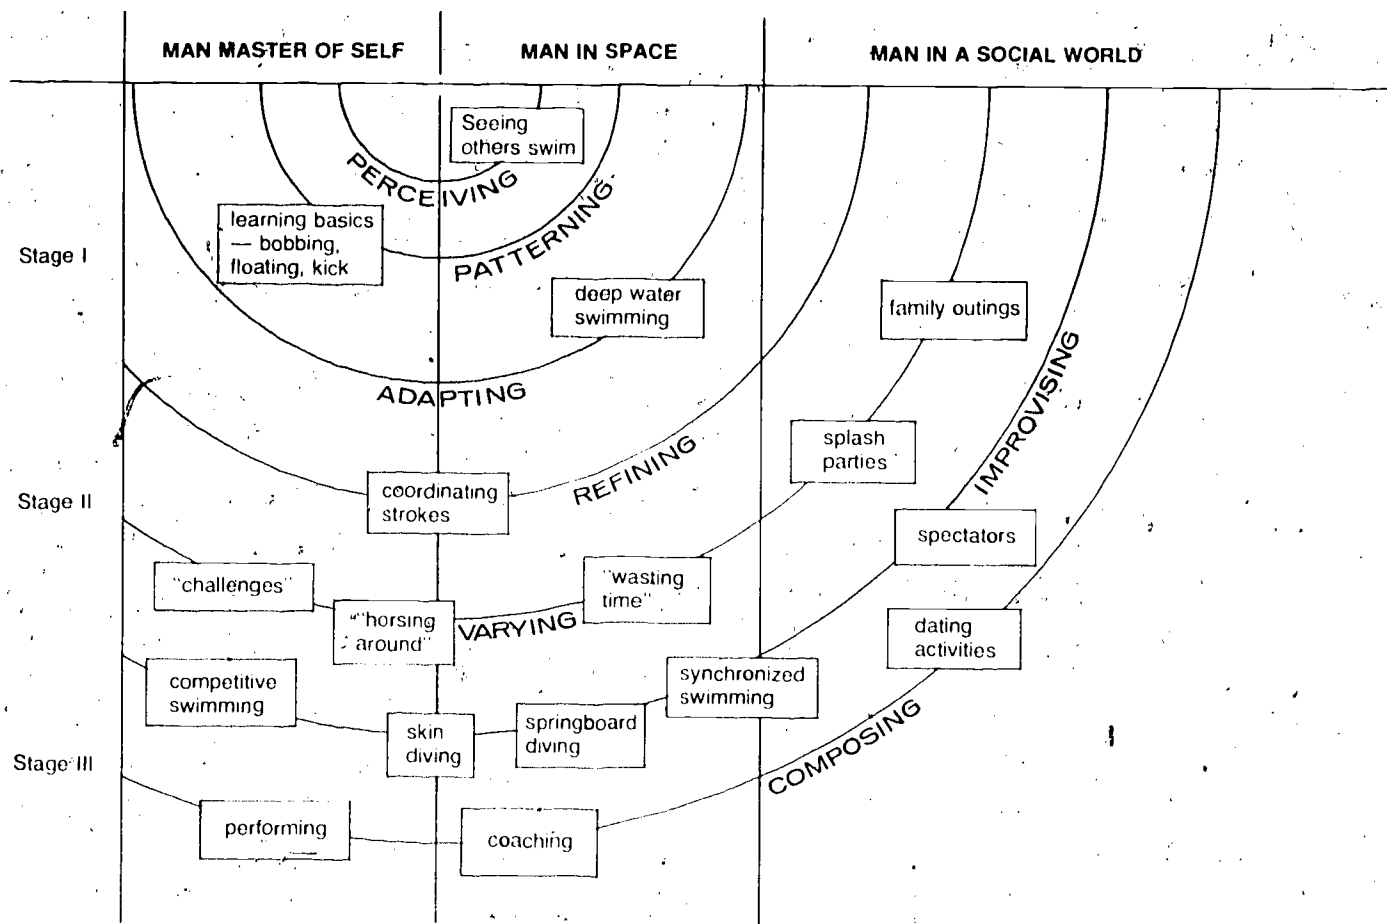 MAN MASTER OF SELF
MAN IN SPACE
MAN IN A SOCIAL WORLD
Seeing
others swim
PERCEIVING
learning basics
— bobbing,
floating, kick
PATTERNING
Stage I
deep water
swimming
family outings
ADAPTING
IMPROVISING
splash
parties
REFINING
coordinating
strokes
Stage II
spectators
"challenges"
"wasting
time"
"horsing
around"
VARYING
dating
activities
competitive
swimming
synchronized
swimming
skin
diving
springboard
diving
COMPOSING
Stage III
performing
coaching